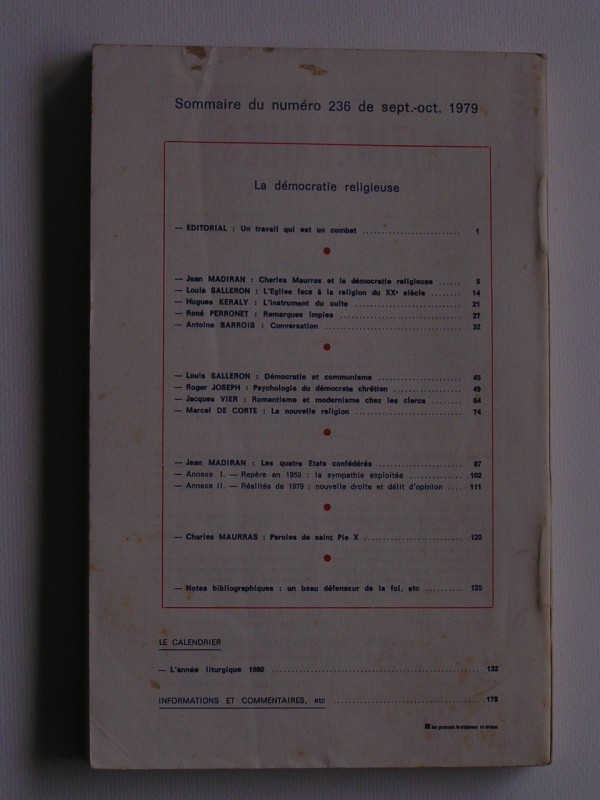 Sommaire du numéro 236 de sept.-oct. 1979
La démocratie religieuse
— EDITORIAL : Un travail qui est un combat ........................ 1
— Jean MADIRAN : Charles Maurras et la démocratie religieuse ...... 5
— Louis SALLERON : L'Eglise face à la religion du XXe siècle ........ 14
— Hugues KERALY : L'instrument du culte .......................... 21
— René PERRONET : Remarques impies .............................. 27
— Antoine BARROIS : Conversation ................................. 32
— Louis SALLERON : Démocratie et communisme .................... 45
— Roger JOSEPH : Psychologie du démocrate chrétien .................. 49
— Jacques VIER : Romantisme et modernisme chez les clercs ........ 64
— Marcel DE CORTE : La nouvelle religion .......................... 74
— Jean MADIRAN : Les quatre Etats confédérés ...................... 87
— Annexe I. — Repère en 1959 : la sympathie exploitée ............. 102
— Annexe II. — Réalités de 1979 : nouvelle droite et délit d'opinion .... 111
— Charles MAURRAS : Paroles de saint Pie X ........................ 120
— Notes bibliographiques : un beau défenseur de la foi, etc .......... 125
LE CALENDRIER
— L'année liturgique 1980 ................................................ 132
INFORMATIONS ET COMMENTAIRES, etc .................................. 178